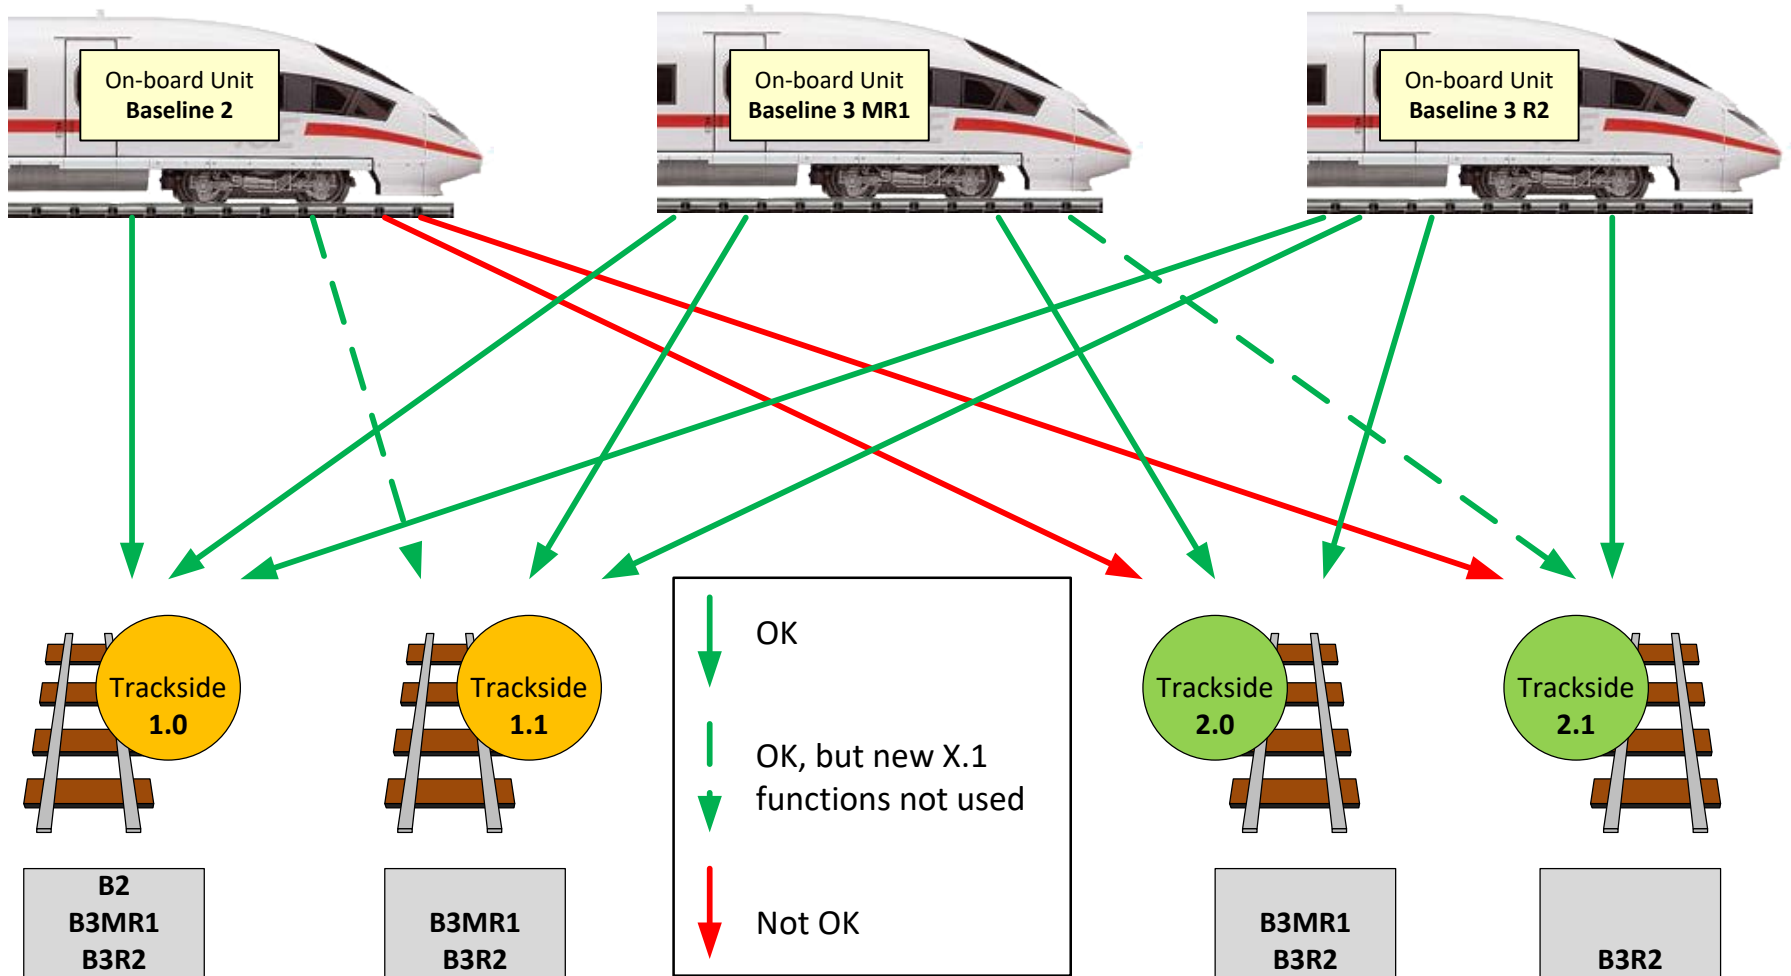 On-board Unit
Baseline 2
On-board Unit
Baseline 3 MR1
On-board Unit
Baseline 3 R2
Trackside
1.0
Trackside
1.1
OK
OK, but new X.1
functions not used
Not OK
Trackside
2.0
Trackside
2.1
B2
B3MR1
B3R2
B3MR1
B3R2
B3MR1
B3R2
B3R2